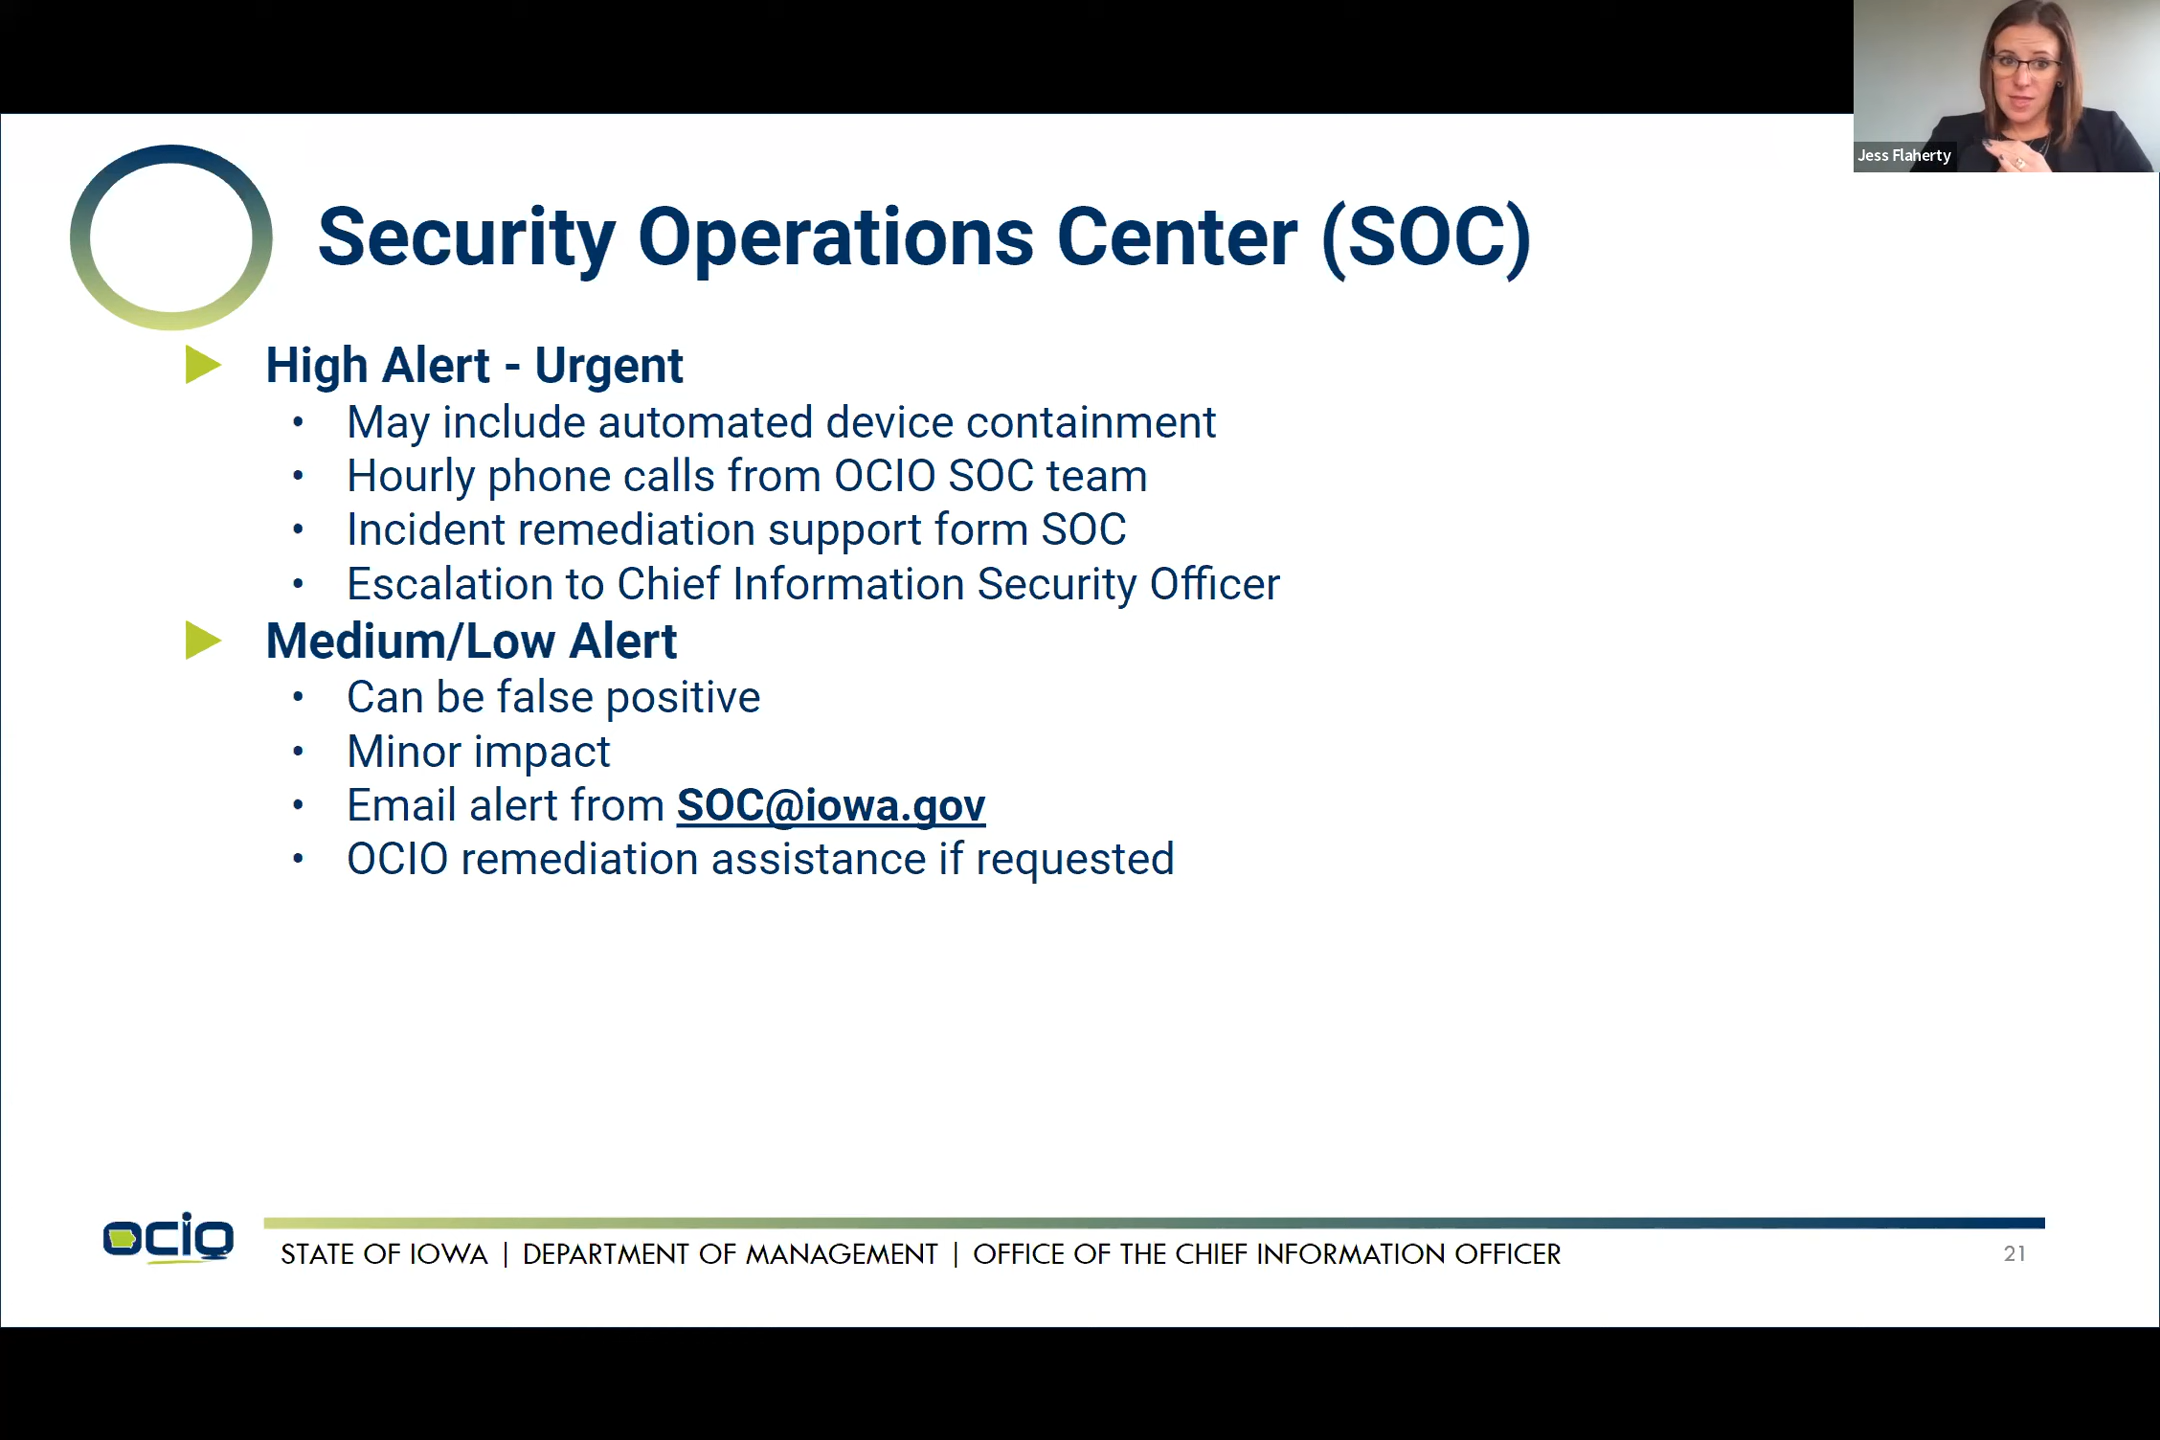 Jess Flaherty
Security Operations Center (SOC)
High Alert - Urgent
• May include automated device containment
• Hourly phone calls from OCIO SOC team
• Incident remediation support form SOC
• Escalation to Chief Information Security Officer
Medium/Low Alert
• Can be false positive
• Minor impact
• Email alert from SOC@iowa.gov
• OCIO remediation assistance if requested
ocio
STATE OF IOWA | DEPARTMENT OF MANAGEMENT | OFFICE OF THE CHIEF INFORMATION OFFICER
21